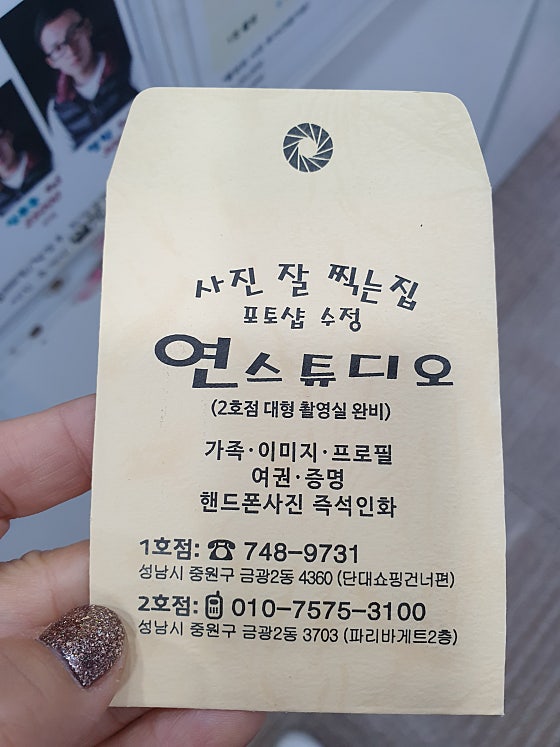 사진 잘 찍는집
포토샵 수정
연스튜디오
(2호점 대형 촬영실 완비)
가족·이미지·프로필
여권·증명
핸드폰사진 즉석인화
1호점: ☎ 748-9731
성남시 중원구 금광2동 4360 (단대쇼핑건너편)
2호점: 010-7575-3100
성남시 중원구 금광2동 3703 (파리바게트2층)